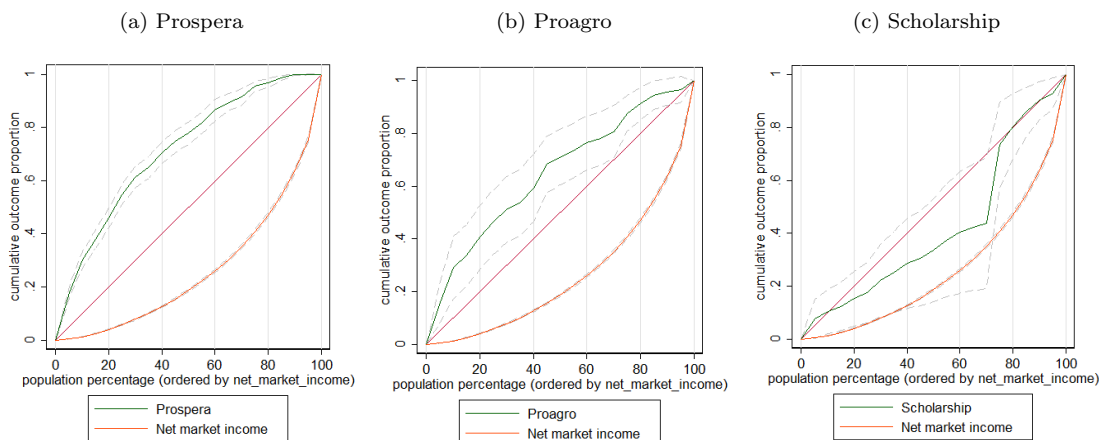 (a) Prospera
cumulative outcome proportion
1
.8
.6
.4
.2
0
0 20 40 60 80 100
population percentage (ordered by net_market_income)
Prospera
Net market income
(b) Proagro
cumulative outcome proportion
1
.8
.6
.4
.2
0
0 20 40 60 80 100
population percentage (ordered by net_market_income)
Proagro
Net market income
(c) Scholarship
cumulative outcome proportion
1
.8
.6
.4
.2
0
0 20 40 60 80 100
population percentage (ordered by net_market_income)
Scholarship
Net market income